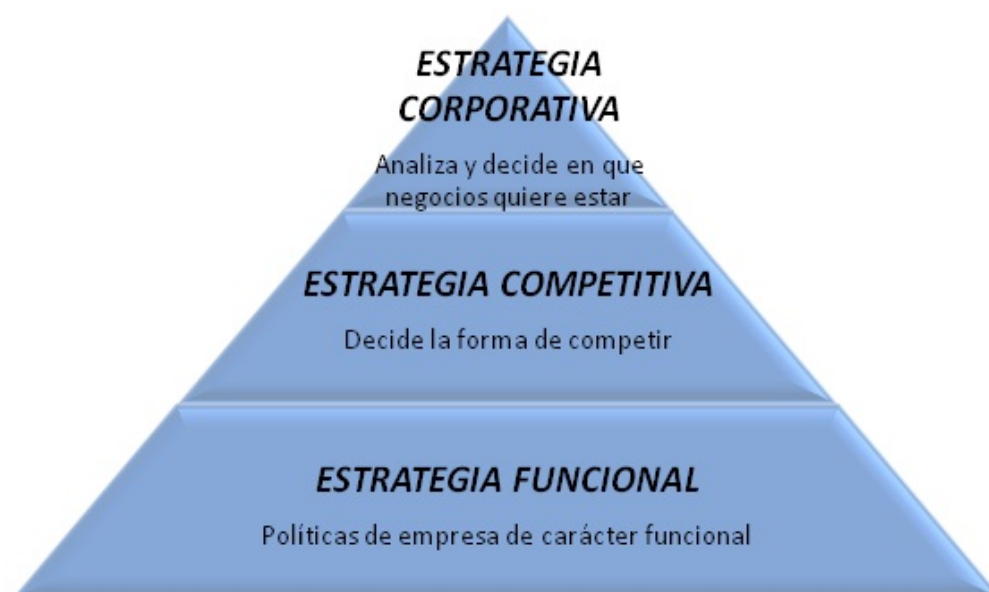 ESTRATEGIA
CORPORATIVA
Analiza y decide en que
negocios quiere estar
ESTRATEGIA COMPETITIVA
Decide la forma de competir
ESTRATEGIA FUNCIONAL
Políticas de empresa de carácter funcional